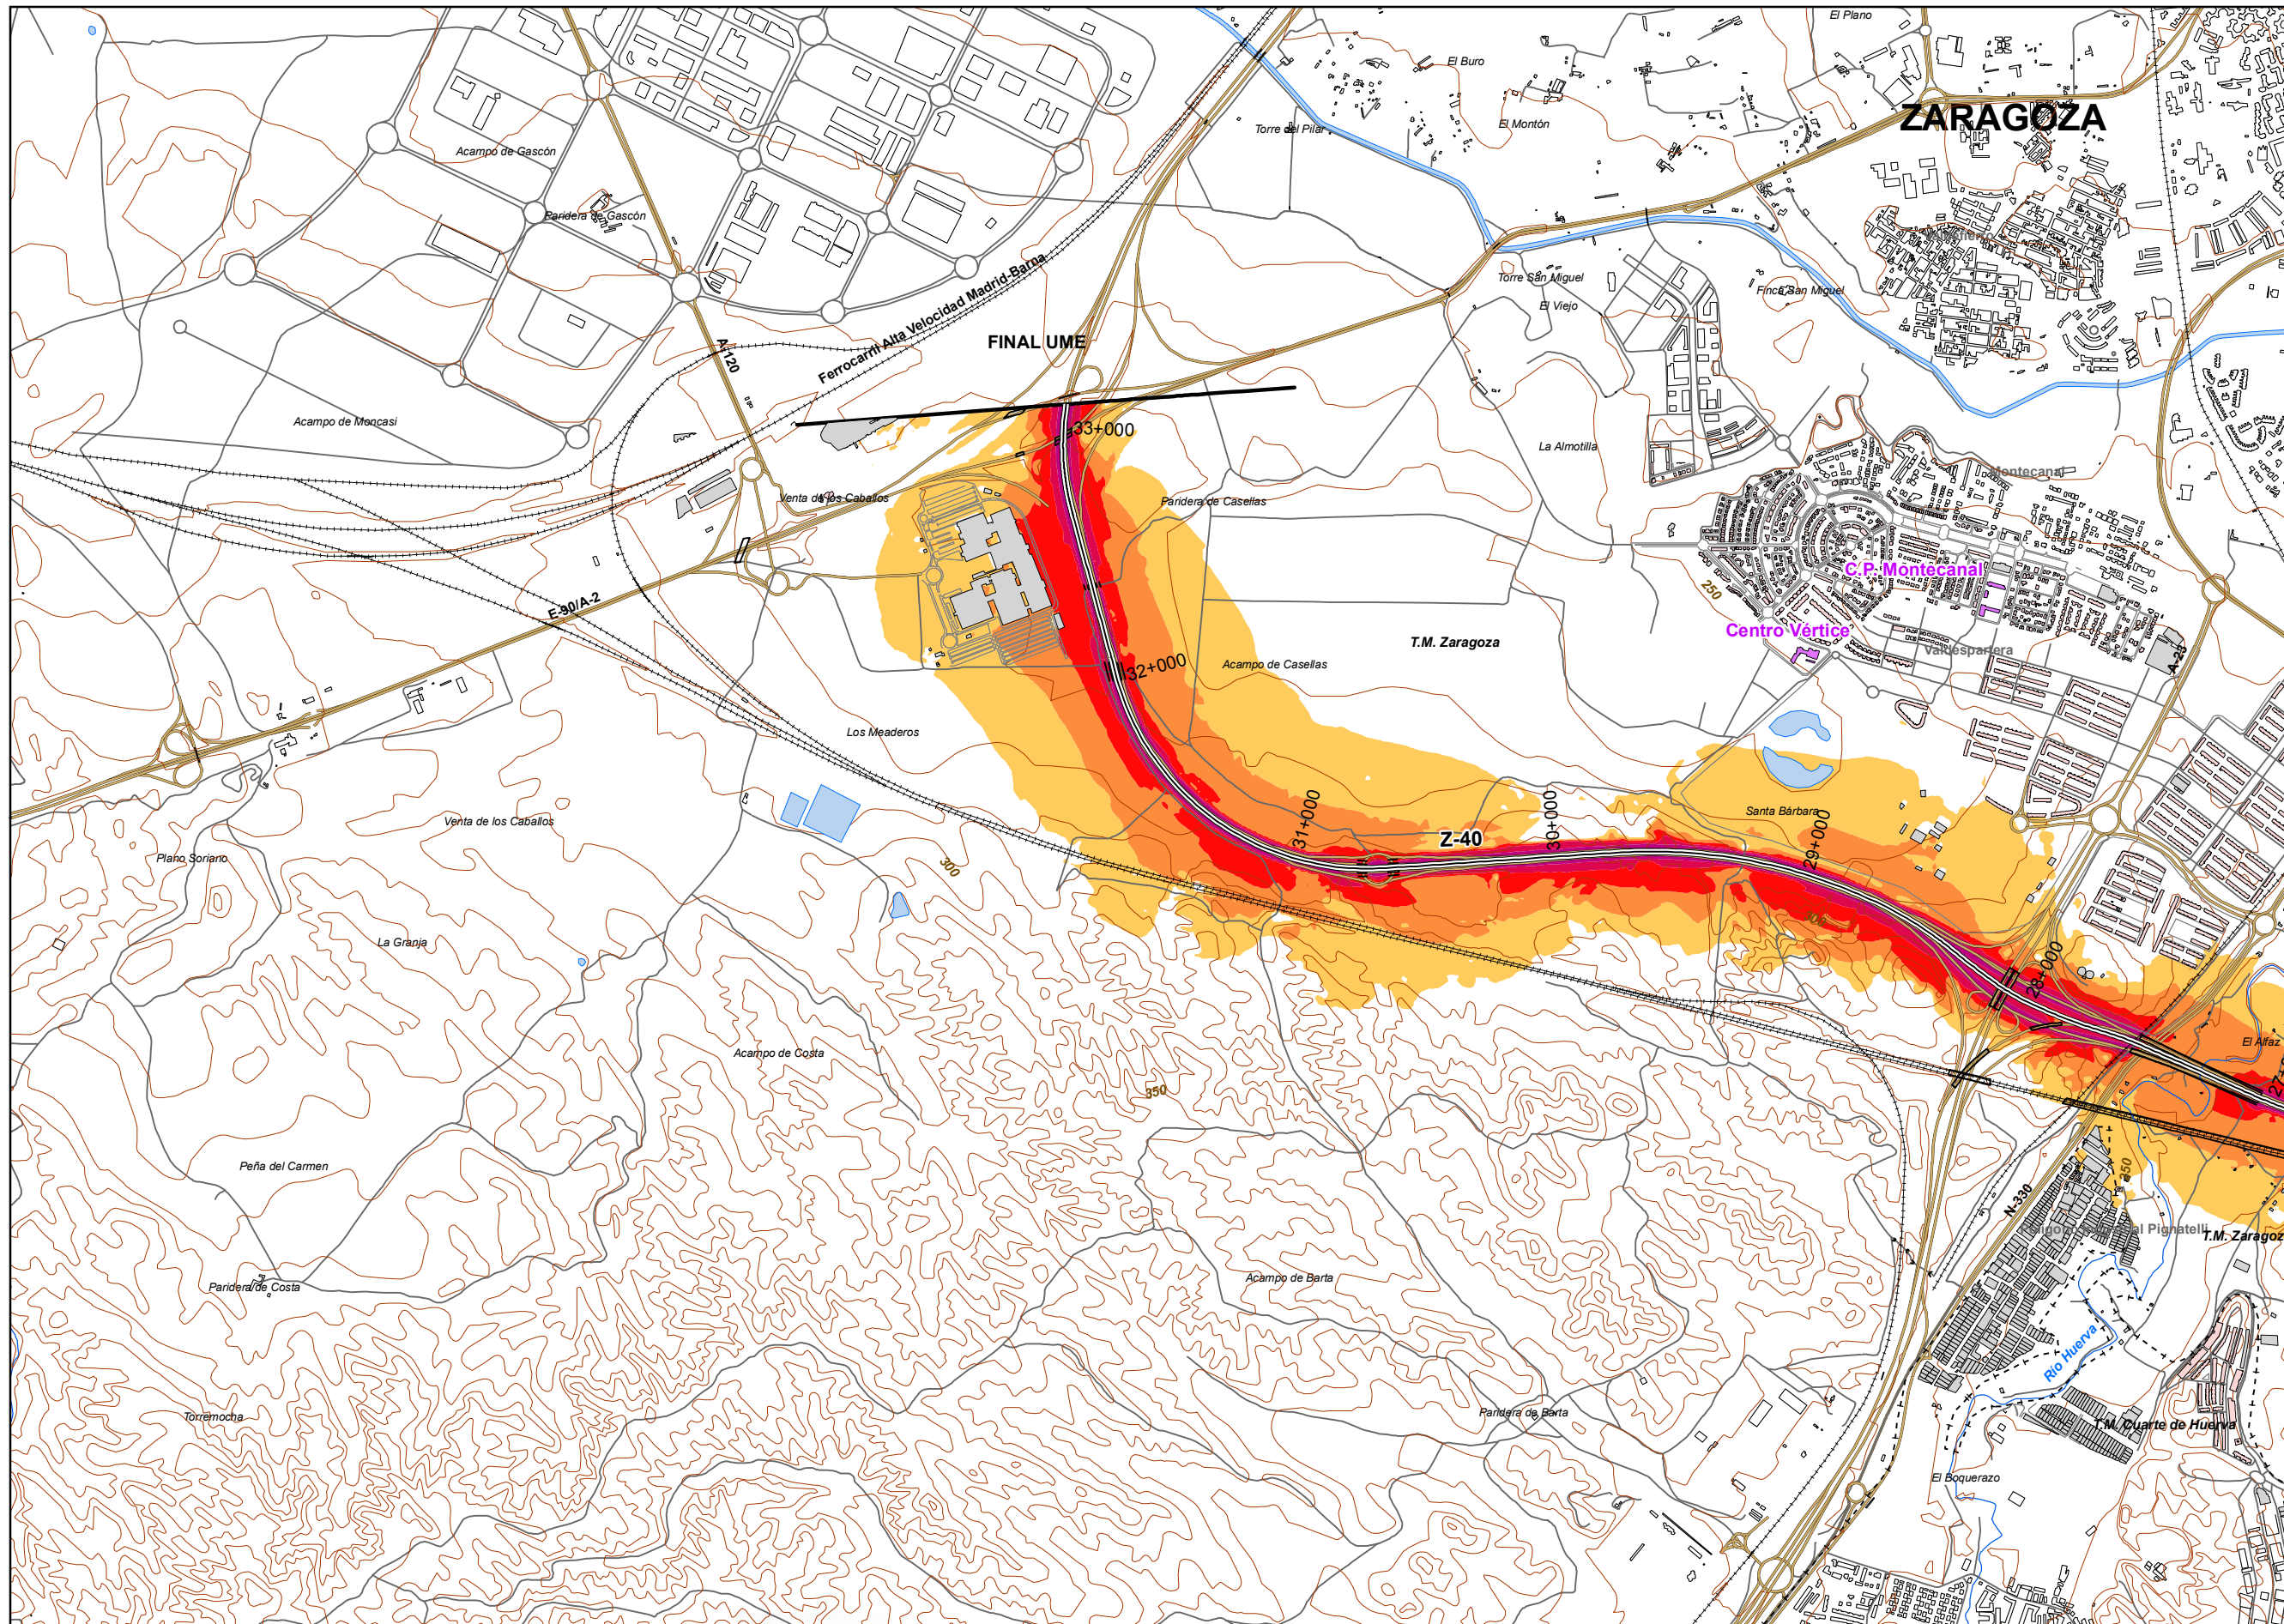 El Plano
El Buro
ZARAGOZA
Torre del Pilar
El Montón
Acampo de Gascón
Paridera de Gascón
Ferrocarril Alta Velocidad Madrid-Barna
Torre San Miguel
El Viejo
Finca San Miguel
FINAL UME
A-120
Acampo de Moncasi
33+000
La Almotilla
Montecanal
Venta de los Caballos
Paridera de Casellas
C.P. Montecanal
250
E-90/A-2
Centro Vértice
T.M. Zaragoza
Valdespartera
A-23
32+000
Acampo de Casellas
Los Meaderos
Santa Bárbara
31+000
30+000
29+000
Z-40
Venta de los Caballos
Plano Soriano
300
La Granja
28+000
El Alfaz
Acampo de Costa
350
Peña del Carmen
350
N-330
Pignatelli
T.M. Zaragoz
Acampo de Barta
Paridera de Costa
Río Huerva
Torremocha
Paridera de Barta
T.M. Cuarte de Huerva
El Boquerazo